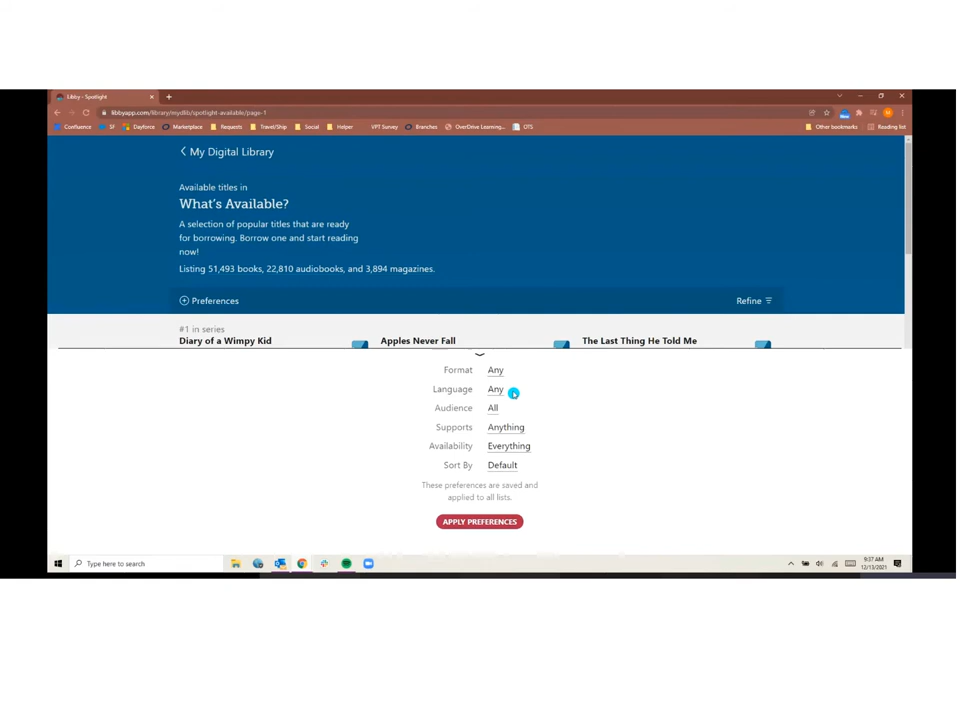 Libby - Spotlight
libbyapp.com/library/mydlib/spotlight-available/page-1
Confluence SF Dayforce Marketplace Requests Travel/Ship Social Helper VPT Survey Branches OverDrive Learning... OTS Other bookmarks Reading list
My Digital Library
Available titles in
What's Available?
A selection of popular titles that are ready
for borrowing. Borrow one and start reading
now!
Listing 51,493 books, 22,810 audiobooks, and 3,894 magazines.
Preferences Refine
#1 in series
Diary of a Wimpy Kid Apples Never Fall The Last Thing He Told Me
Format Any
Language Any
Audience All
Supports Anything
Availability Everything
Sort By Default
These preferences are saved and
applied to all lists.
APPLY PREFERENCES
Type here to search
9:37 AM
12/13/2021